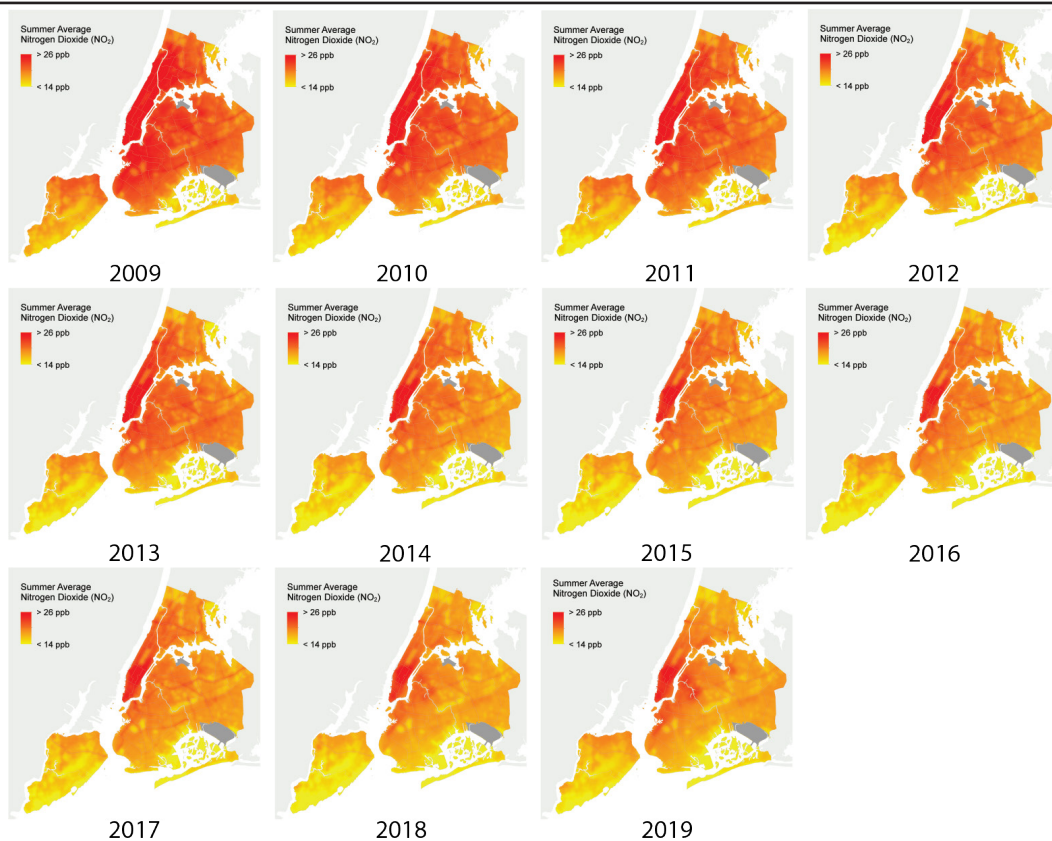 Summer Average
Nitrogen Dioxide (NO₂)
> 26 ppb
< 14 ppb
2009
Summer Average
Nitrogen Dioxide (NO₂)
> 26 ppb
< 14 ppb
2010
Summer Average
Nitrogen Dioxide (NO₂)
> 26 ppb
< 14 ppb
2011
Summer Average
Nitrogen Dioxide (NO₂)
> 26 ppb
< 14 ppb
2012
Summer Average
Nitrogen Dioxide (NO₂)
> 26 ppb
< 14 ppb
2013
Summer Average
Nitrogen Dioxide (NO₂)
> 26 ppb
< 14 ppb
2014
Summer Average
Nitrogen Dioxide (NO₂)
> 26 ppb
< 14 ppb
2015
Summer Average
Nitrogen Dioxide (NO₂)
> 26 ppb
< 14 ppb
2016
Summer Average
Nitrogen Dioxide (NO₂)
> 26 ppb
< 14 ppb
2017
Summer Average
Nitrogen Dioxide (NO₂)
> 26 ppb
< 14 ppb
2018
Summer Average
Nitrogen Dioxide (NO₂)
> 26 ppb
< 14 ppb
2019